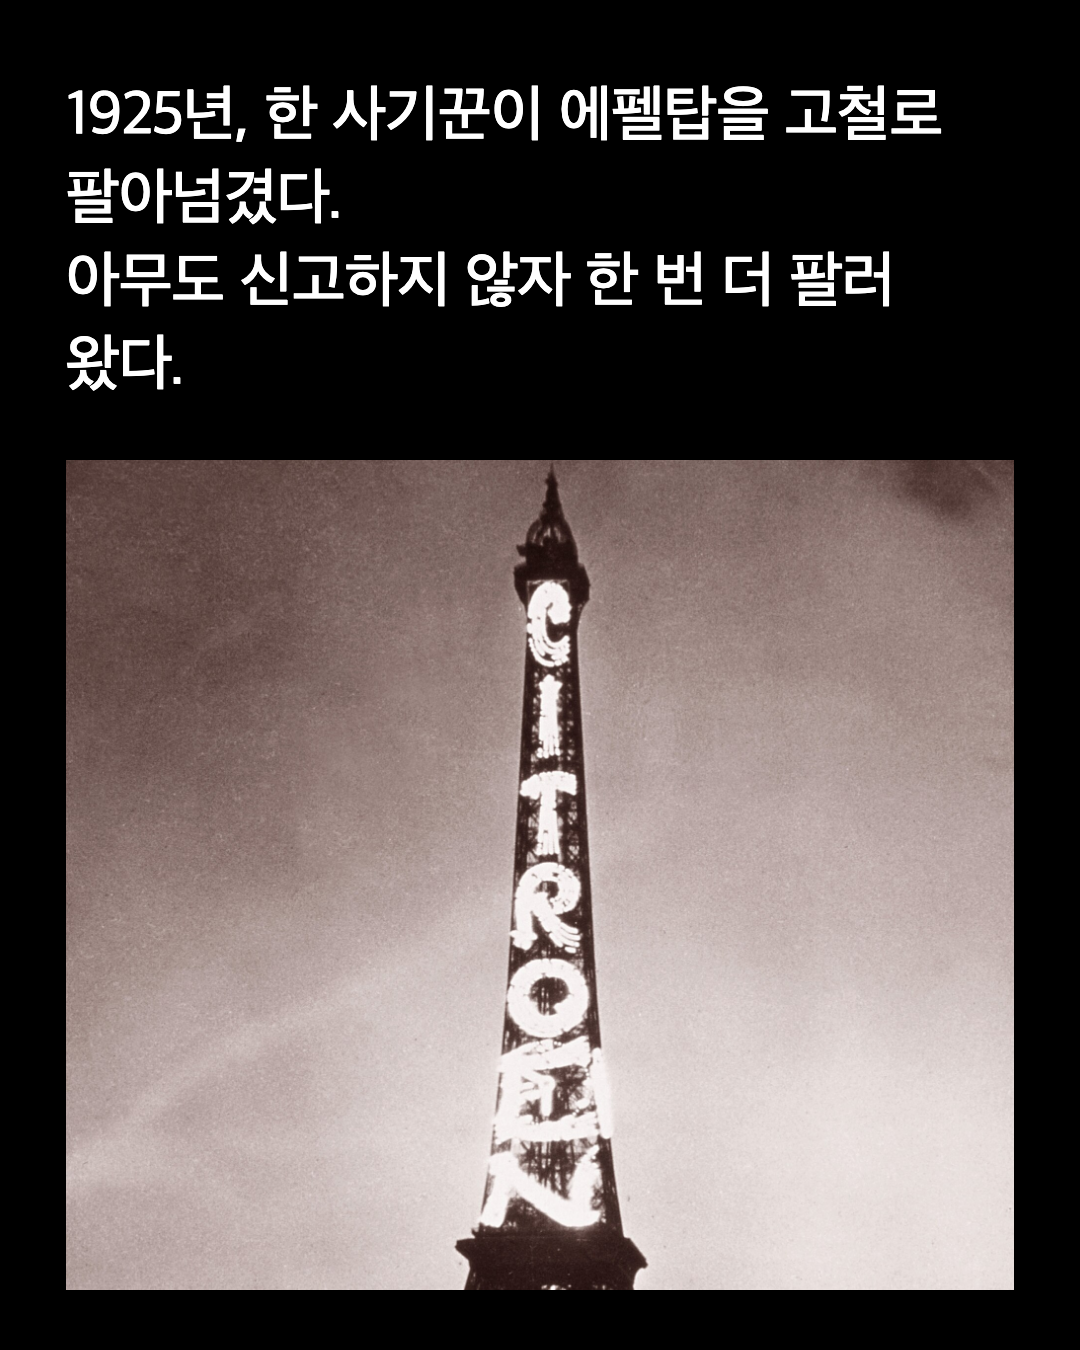 1925년, 한 사기꾼이 에펠탑을 고철로
팔아넘겼다.
아무도 신고하지 않자 한 번 더 팔러
왔다.
CITROEN